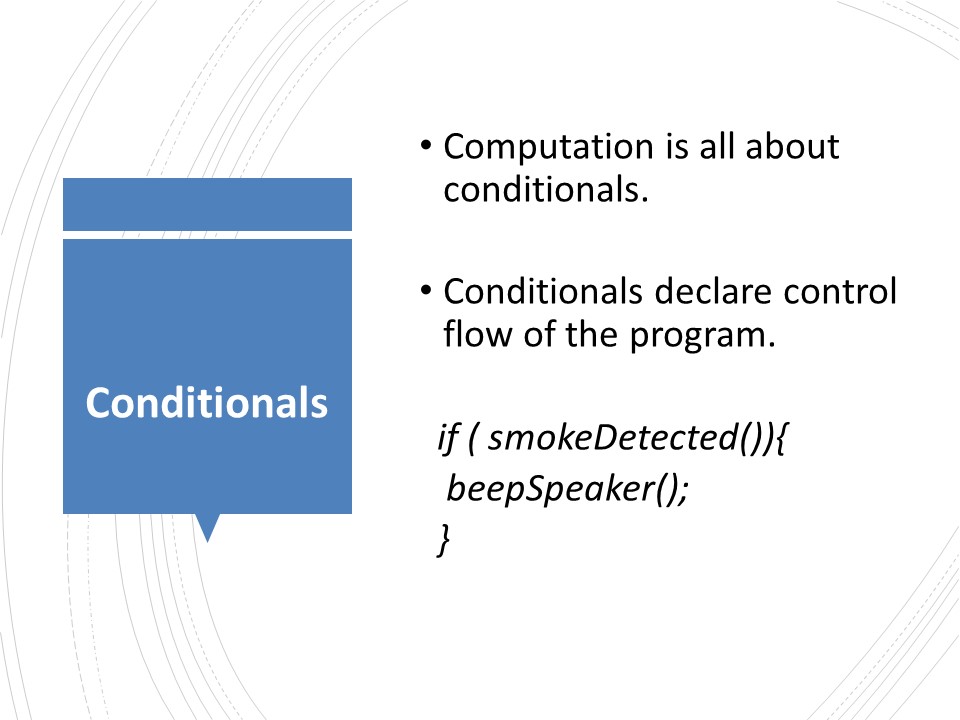 Conditionals
• Computation is all about
conditionals.
• Conditionals declare control
flow of the program.
if ( smokeDetected()){
beepSpeaker();
}